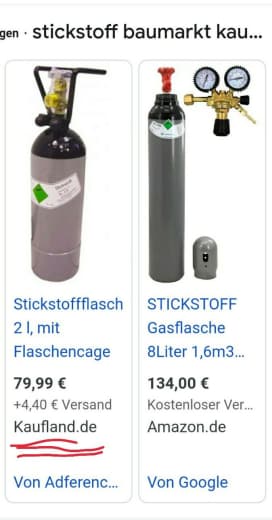 gen · stickstoff baumarkt kau...
Stickstoffflasch
2 l, mit
Flaschencage
79,99 €
+4,40 € Versand
Kaufland.de
Von Adferenc...
STICKSTOFF
Gasflasche
8Liter 1,6m3...
134,00 €
Kostenloser Ver...
Amazon.de
Von Google